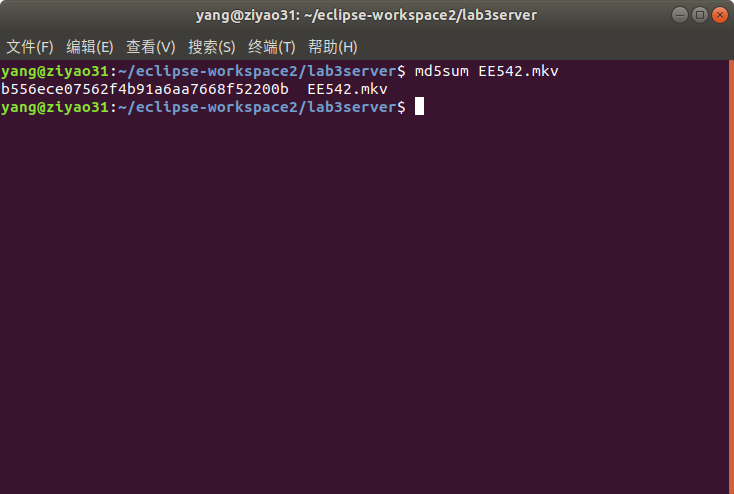 yang@ziyao31: ~/eclipse-workspace2/lab3server
文件(F) 编辑(E) 查看(V) 搜索(S) 终端(T) 帮助(H)
yang@ziyao31:~/eclipse-workspace2/lab3server$ md5sum EE542.mkv
b556ece07562f4b91a6aa7668f52200b  EE542.mkv
yang@ziyao31:~/eclipse-workspace2/lab3server$